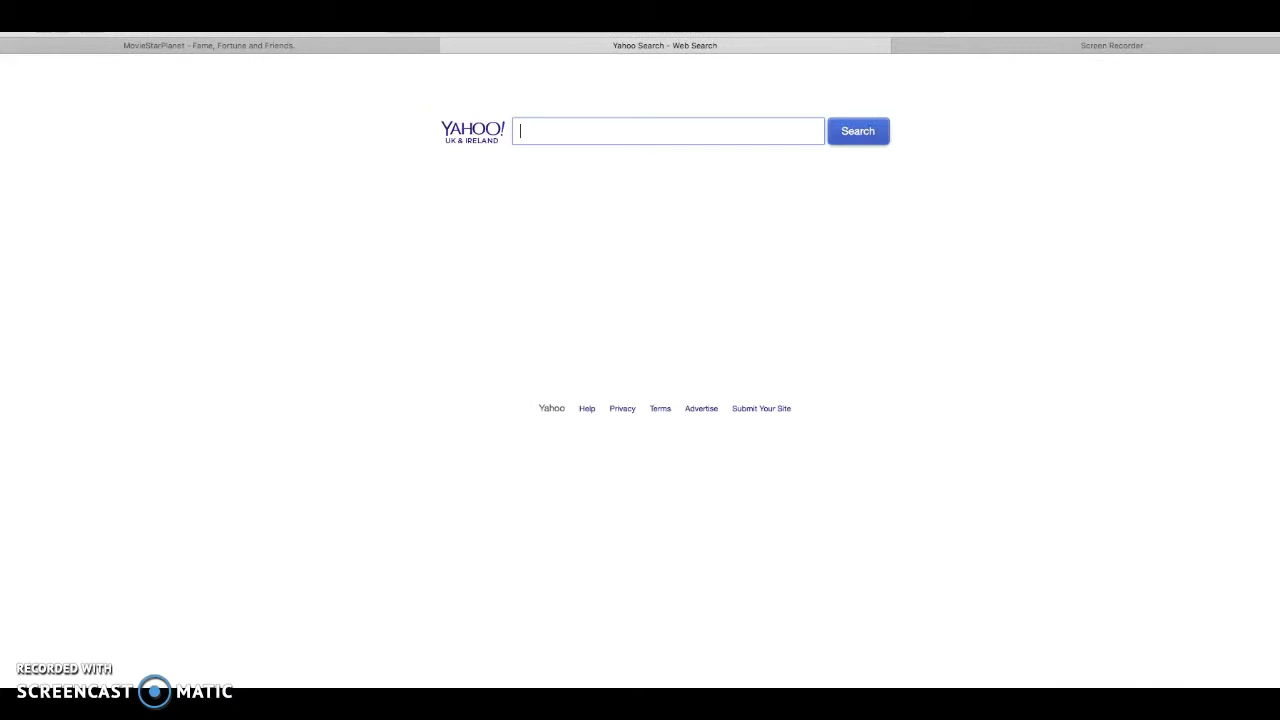 MovieStarPlanet - Fame, Fortune and Friends. Yahoo Search - Web Search Screen Recorder
YAHOO! Search
UK & IRELAND
Yahoo Help Privacy Terms Advertise Submit Your Site
RECORDED WITH
SCREENCAST MATIC